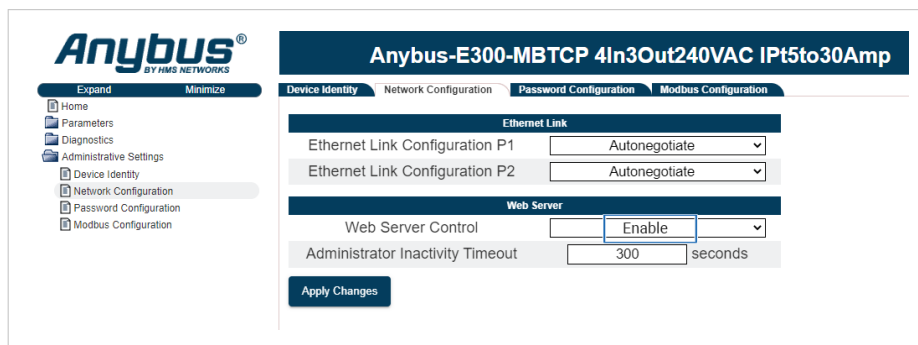 Anybus®
BY HMS NETWORKS
Anybus-E300-MBTCP 4In3Out240VAC IPt5to30Amp
Expand Minimize
Home
Parameters
Diagnostics
Administrative Settings
Device Identity
Network Configuration
Password Configuration
Modbus Configuration
Device Identity Network Configuration Password Configuration Modbus Configuration
Ethernet Link
Ethernet Link Configuration P1 Autonegotiate
Ethernet Link Configuration P2 Autonegotiate
Web Server
Web Server Control Enable
Administrator Inactivity Timeout 300 seconds
Apply Changes